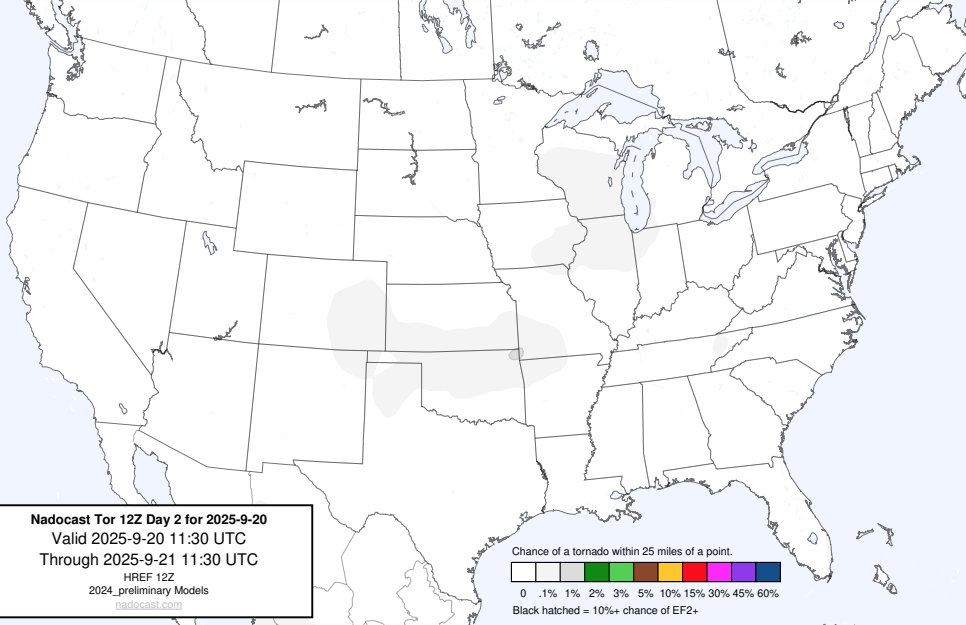 Nadocast Tor 12Z Day 2 for 2025-9-20
Valid 2025-9-20 11:30 UTC
Through 2025-9-21 11:30 UTC
HREF 12Z
2024_preliminary Models
nadocast.com
Chance of a tornado within 25 miles of a point.
0 .1% 1% 2% 3% 5% 10% 15% 30% 45% 60%
Black hatched = 10%+ chance of EF2+